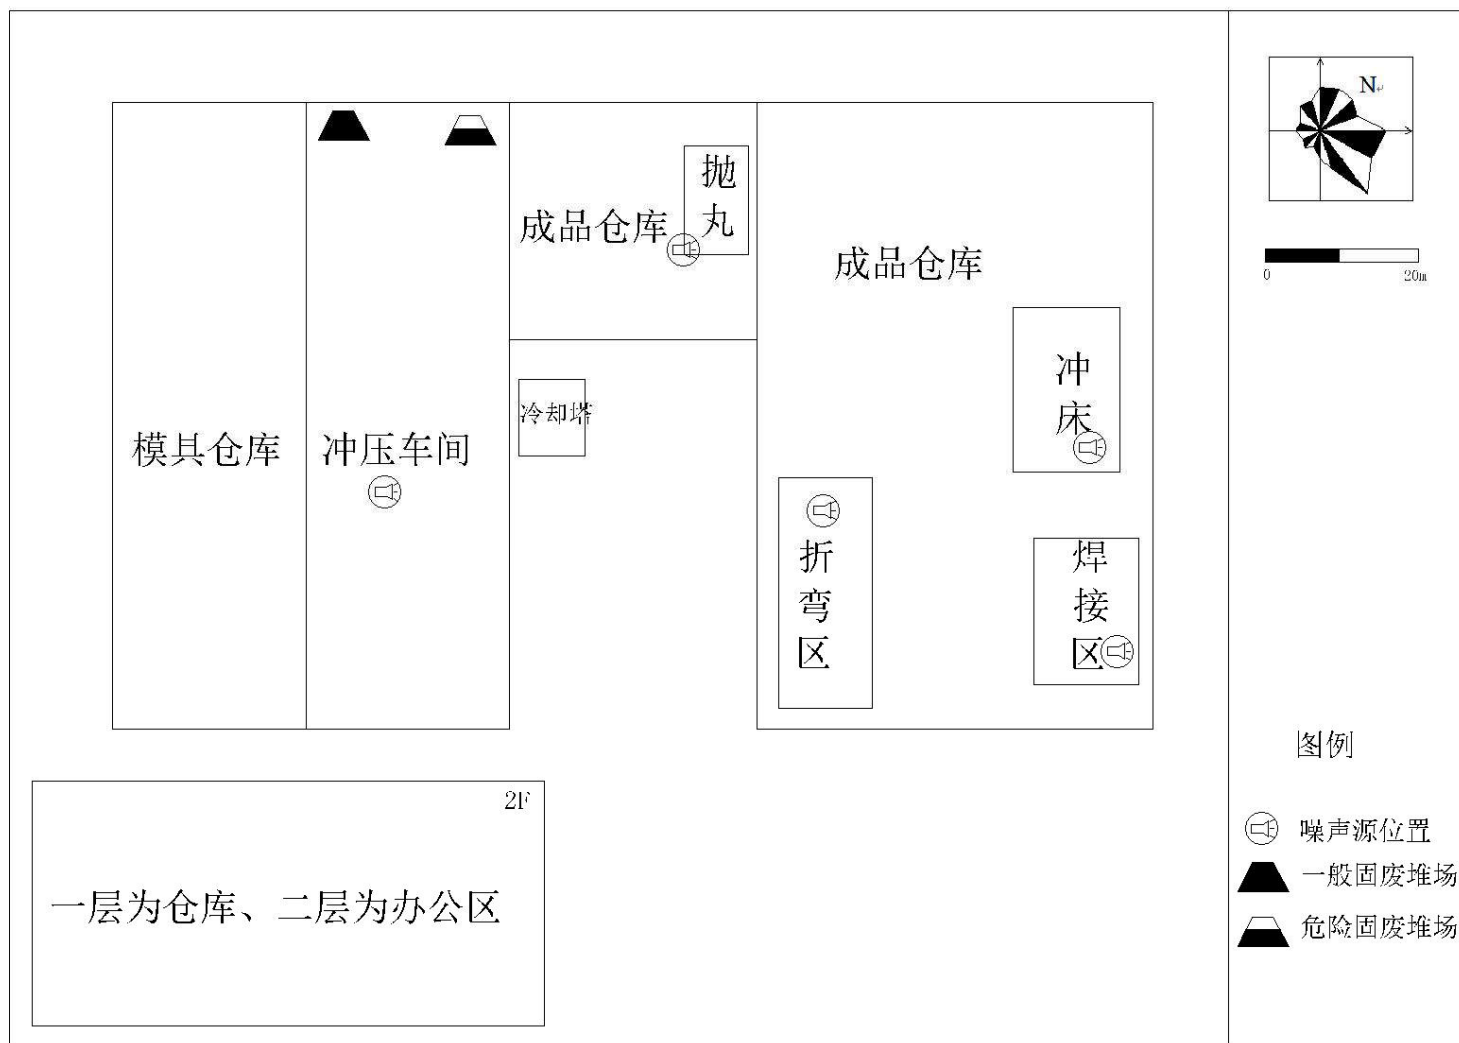 N
0
20m
抛丸
成品仓库
成品仓库
冲床
冷却塔
模具仓库
冲压车间
折弯区
焊接区
2F
一层为仓库、二层为办公区
图例
噪声源位置
一般固废堆场
危险固废堆场